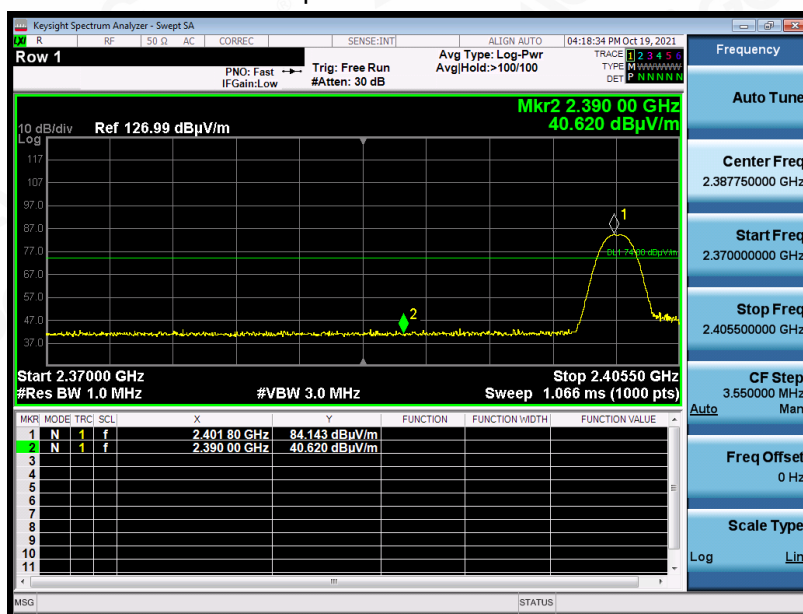 Keysight Spectrum Analyzer - Swept SA
LXI R RF 50 Ω AC CORREC SENSE:INT ALIGN AUTO 04:18:34 PM Oct 19, 2021
Row 1
PNO: Fast
IFGain:Low
Trig: Free Run
#Atten: 30 dB
Avg Type: Log-Pwr
Avg|Hold:>100/100
TRACE 1 2 3 4 5 6
TYPE M WWWWW
DET P N N N N N
Mkr2 2.390 00 GHz
40.620 dBμV/m
10 dB/div Ref 126.99 dBμV/m
Log
117
107
97.0
87.0
77.0
67.0
57.0
47.0
37.0
1
DL1 74.00 dBμV/m
2
Start 2.37000 GHz Stop 2.40550 GHz
#Res BW 1.0 MHz #VBW 3.0 MHz Sweep 1.066 ms (1000 pts)
MKR MODE TRC SCL X Y FUNCTION FUNCTION WIDTH FUNCTION VALUE
1 N 1 f 2.401 80 GHz 84.143 dBμV/m
2 N 1 f 2.390 00 GHz 40.620 dBμV/m
3
4
5
6
7
8
9
10
11
MSG STATUS
Frequency
Auto Tune
Center Freq
2.387750000 GHz
Start Freq
2.370000000 GHz
Stop Freq
2.405500000 GHz
CF Step
3.550000 MHz
Auto Man
Freq Offset
0 Hz
Scale Type
Log Lin